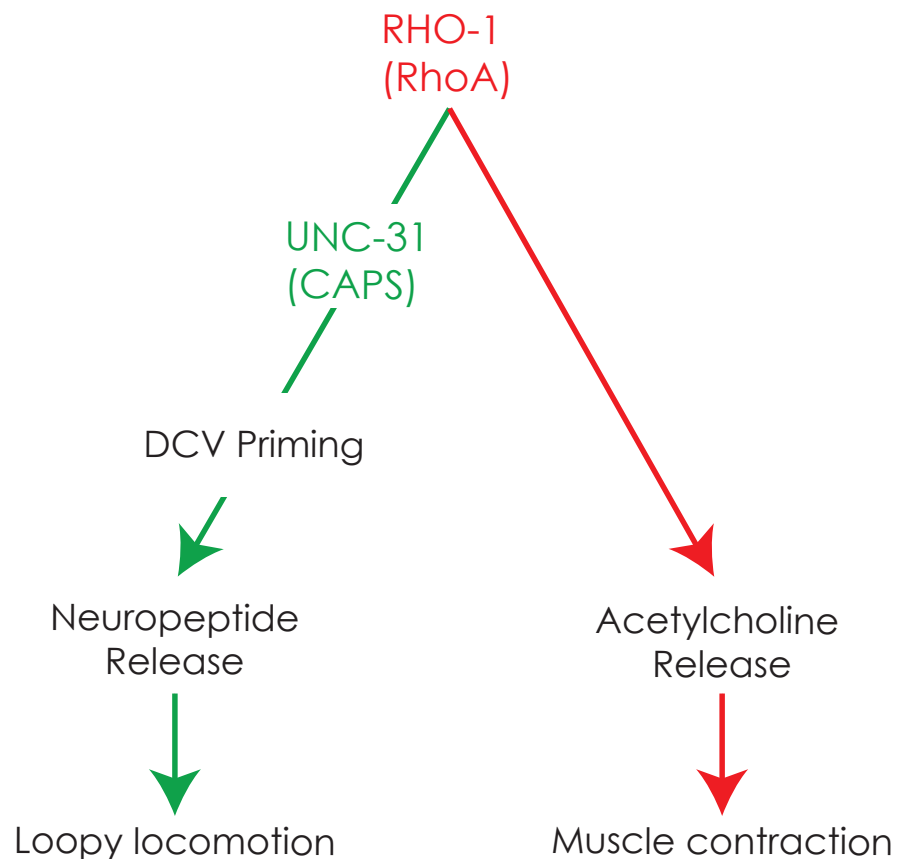 RHO-1
(RhoA)
UNC-31
(CAPS)
DCV Priming
Neuropeptide
Release
Acetylcholine
Release
Loopy locomotion
Muscle contraction